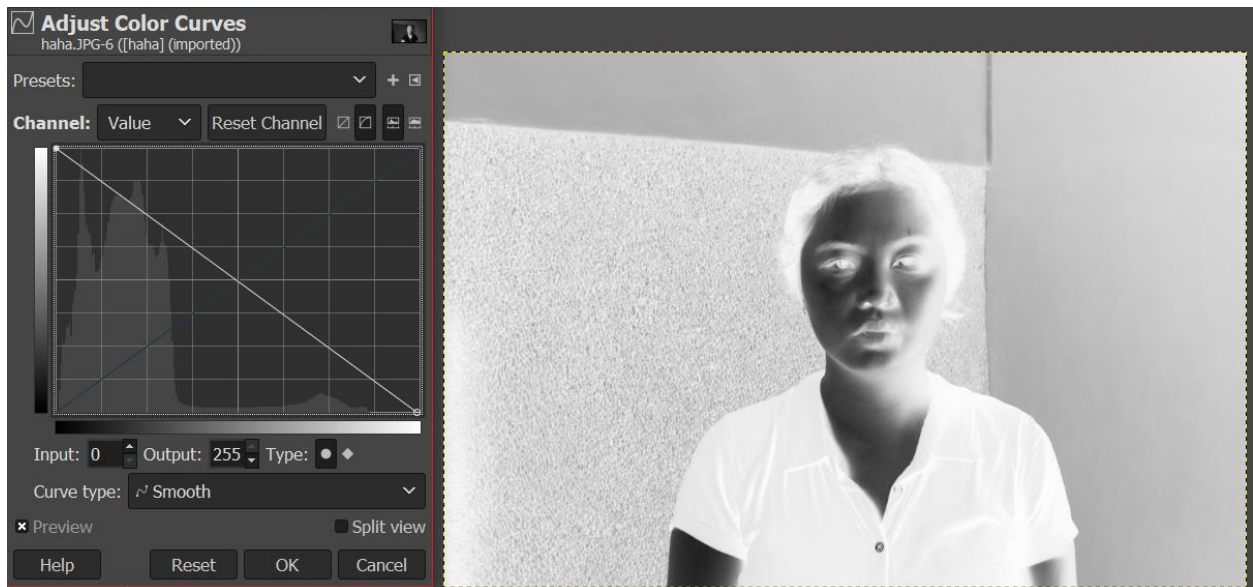 Adjust Color Curves
haha.JPG-6 ([haha] (imported))
Presets:
Channel: Value Reset Channel
Input: 0 Output: 255 Type:
Curve type: Smooth
Preview Split view
Help Reset OK Cancel